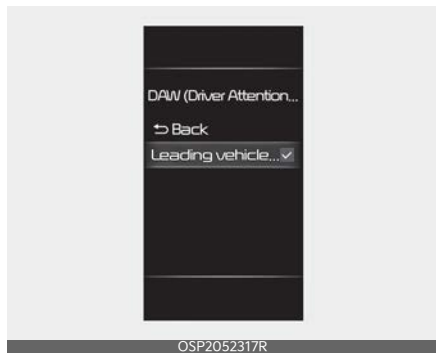 DAW (Driver Attention...
⮌ Back
Leading vehicle...
OSP2052317R